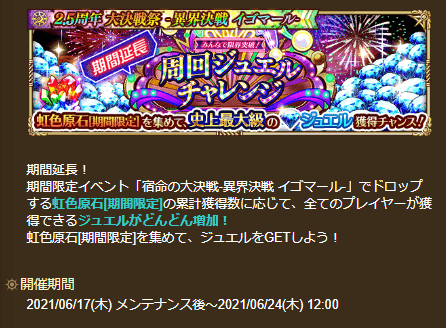 2.5周年 大決戦祭 -異界決戦 イゴマール-
期間延長
みんなで限界突破!
周回ジュエル
チャレンジ
虹色原石[期間限定]を集めて、史上最大級のジュエル獲得チャンス!
期間延長！
期間限定イベント「宿命の大決戦-異界決戦 イゴマール-」でドロップ
する虹色原石[期間限定]の累計獲得数に応じて、全てのプレイヤーが獲
得できるジュエルがどんどん増加！
虹色原石[期間限定]を集めて、ジュエルをGETしよう！
開催期間
2021/06/17(木) メンテナンス後～2021/06/24(木) 12:00